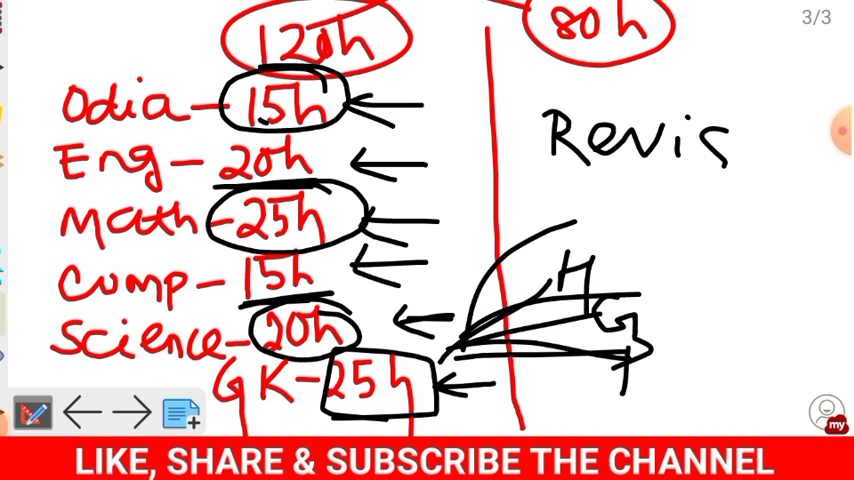 3/3
120h
80h
Odia - 15h
Eng - 20h
Math - 25h
Comp - 15h
Science - 20h
GK - 25h
Revis
H
G
my
LIKE, SHARE & SUBSCRIBE THE CHANNEL